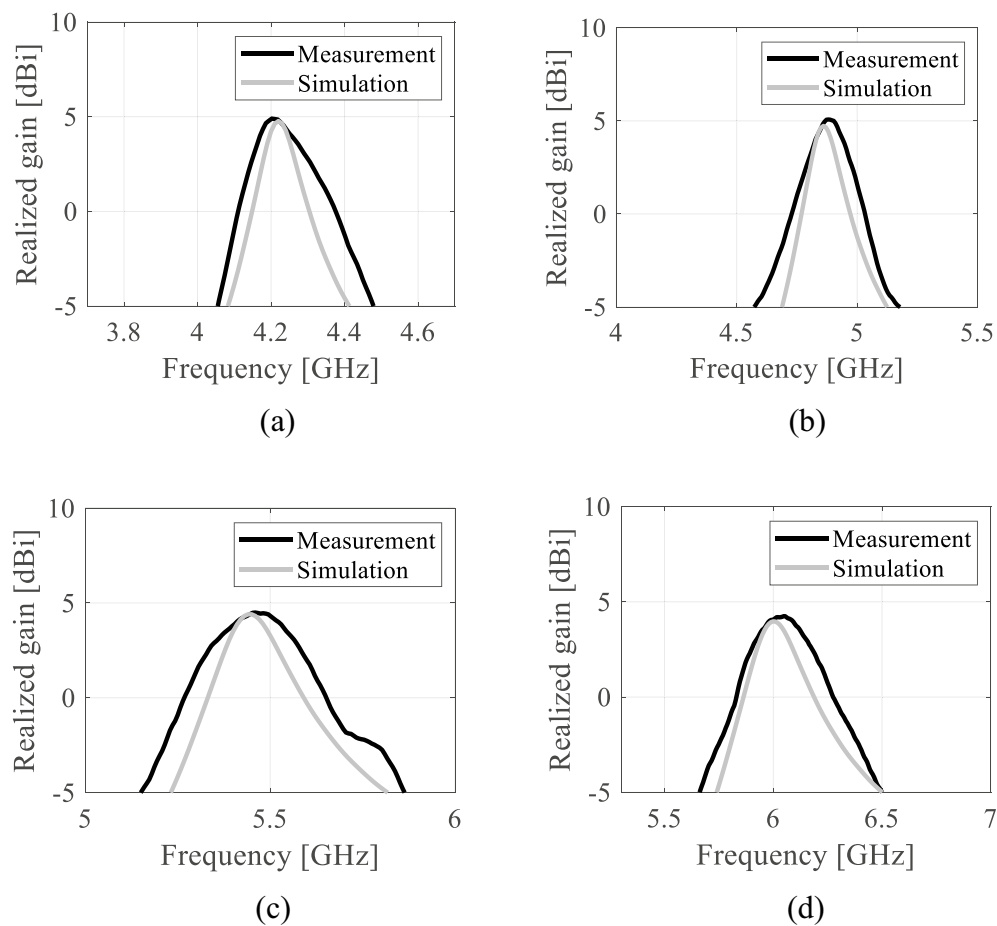 10
Measurement
Simulation
5
0
-5
3.8 4 4.2 4.4 4.6
Realized gain [dBi]
Frequency [GHz]
(a)
10
Measurement
Simulation
5
0
-5
4 4.5 5 5.5
Realized gain [dBi]
Frequency [GHz]
(b)
10
Measurement
Simulation
5
0
-5
5 5.5 6
Realized gain [dBi]
Frequency [GHz]
(c)
10
Measurement
Simulation
5
0
-5
5.5 6 6.5 7
Realized gain [dBi]
Frequency [GHz]
(d)